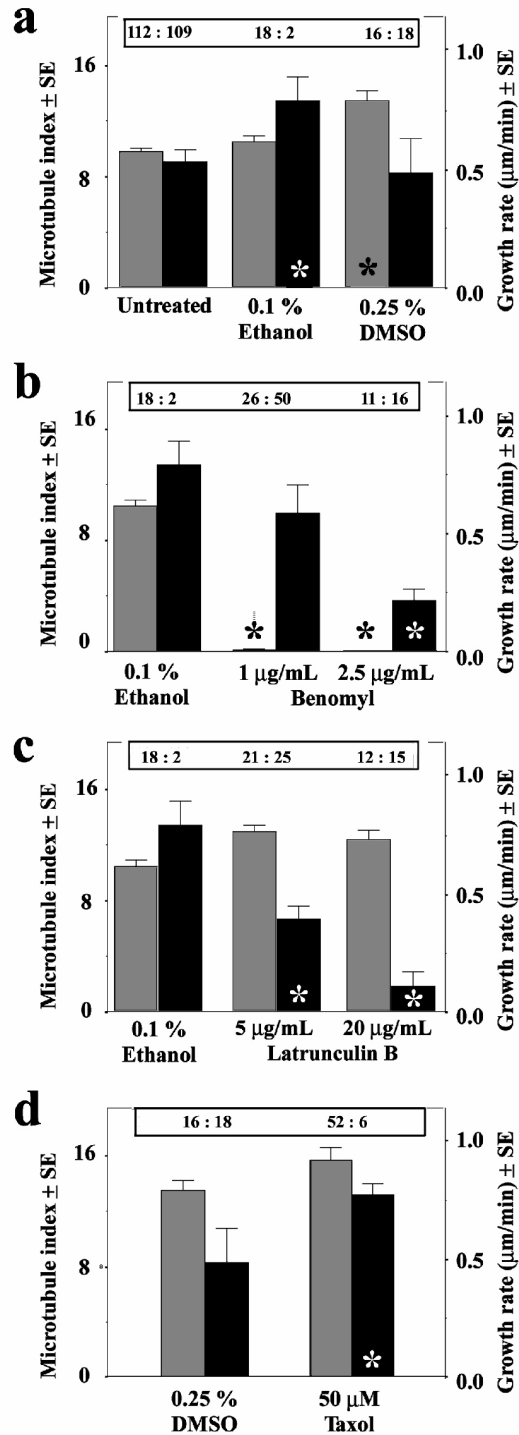 a
112 : 109 18 : 2 16 : 18
Microtubule index ± SE
16
8
0
1.0
0.5
0.0
Growth rate (μm/min) ± SE
* *
Untreated 0.1 % 0.25 %
Ethanol DMSO
b
18 : 2 26 : 50 11 : 16
Microtubule index ± SE
16
8
0
1.0
0.5
0.0
Growth rate (μm/min) ± SE
* * *
0.1 % 1 μg/mL 2.5 μg/mL
Ethanol Benomyl
c
18 : 2 21 : 25 12 : 15
Microtubule index ± SE
16
8
0
1.0
0.5
0.0
Growth rate (μm/min) ± SE
* *
0.1 % 5 μg/mL 20 μg/mL
Ethanol Latrunculin B
d
16 : 18 52 : 6
Microtubule index ± SE
16
8
0
1.0
0.5
0.0
Growth rate (μm/min) ± SE
*
0.25 % 50 μM
DMSO Taxol